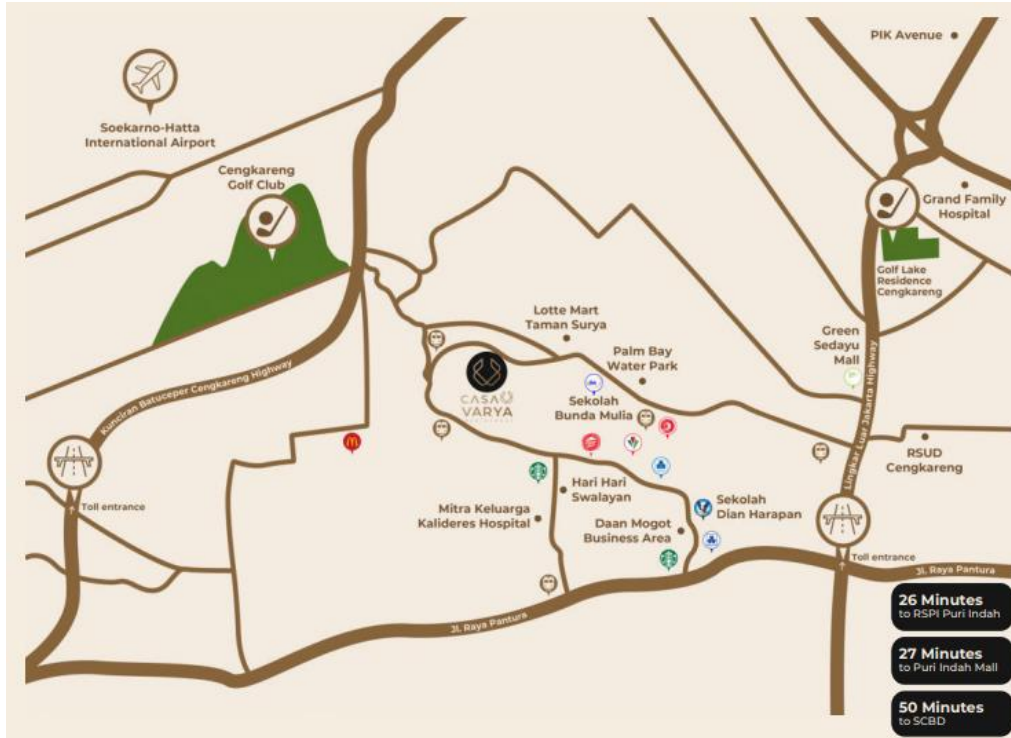 PIK Avenue
Soekarno-Hatta
International Airport
Cengkareng
Golf Club
Grand Family
Hospital
Golf Lake
Residence
Cengkareng
Lotte Mart
Taman Surya
Green
Sedayu
Mall
Palm Bay
Water Park
Kunciran Batuceper Cengkareng Highway
CASA
VARYA
Sekolah
Bunda Mulia
Lingkar Luar Jakarta Highway
RSUD
Cengkareng
Hari Hari
Swalayan
Mitra Keluarga
Kalideres Hospital
Sekolah
Dian Harapan
Daan Mogot
Business Area
Toll entrance
Toll entrance
Jl. Raya Pantura
Jl. Raya Pantura
26 Minutes
to RSPI Puri Indah
27 Minutes
to Puri Indah Mall
50 Minutes
to SCBD